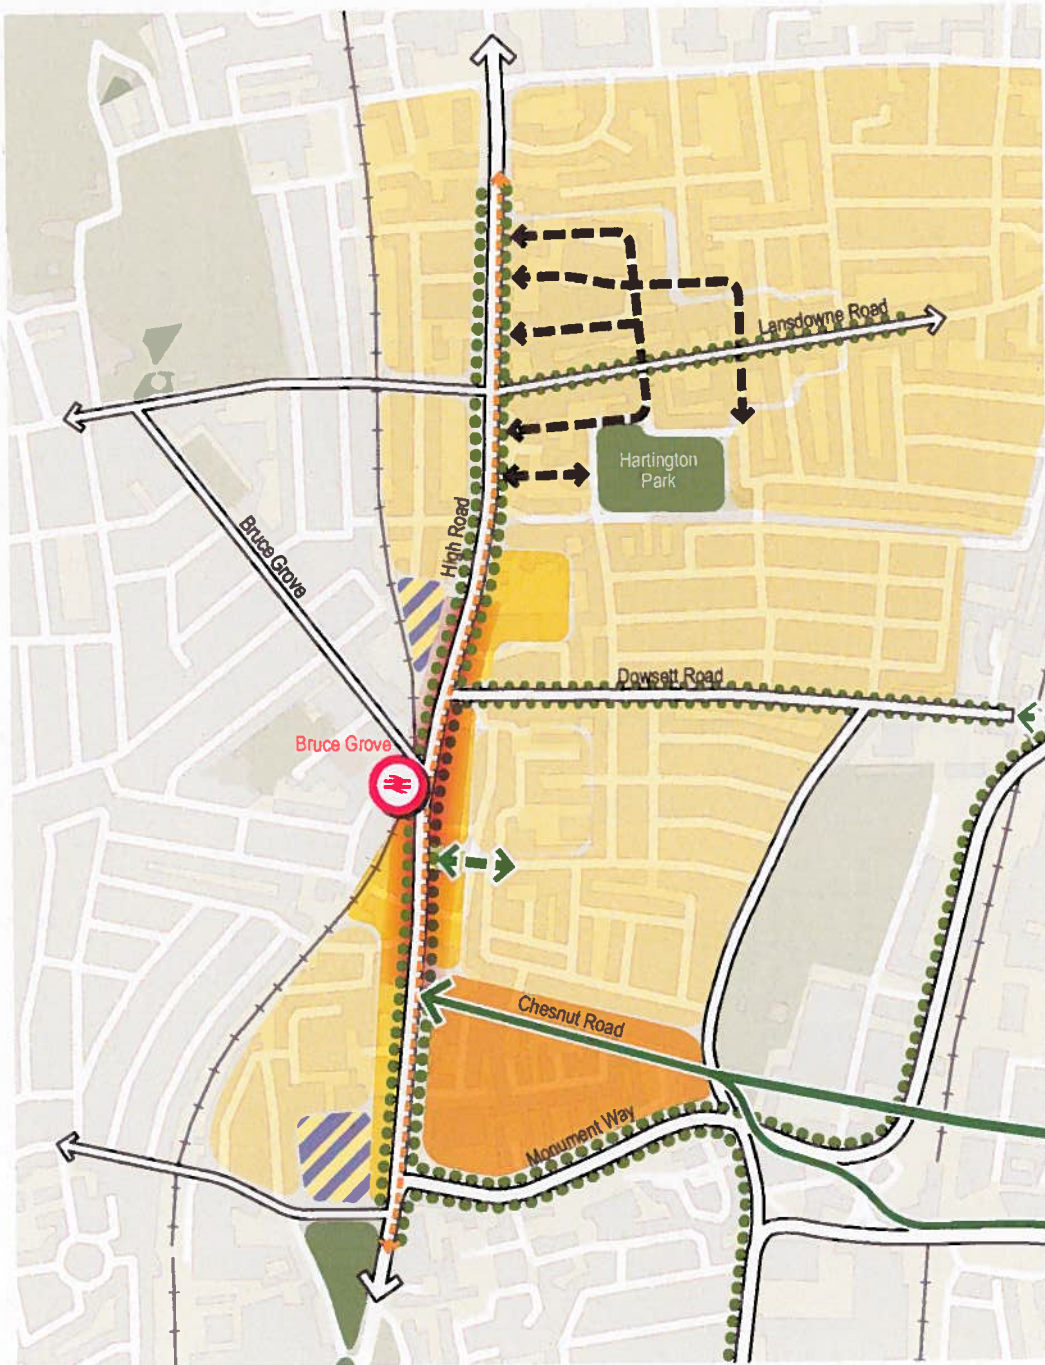 Lansdowne Road
Hartington
Park
High Road
Bruce Grove
Dowsett Road
Bruce Grove
Chesnut Road
Monument Way